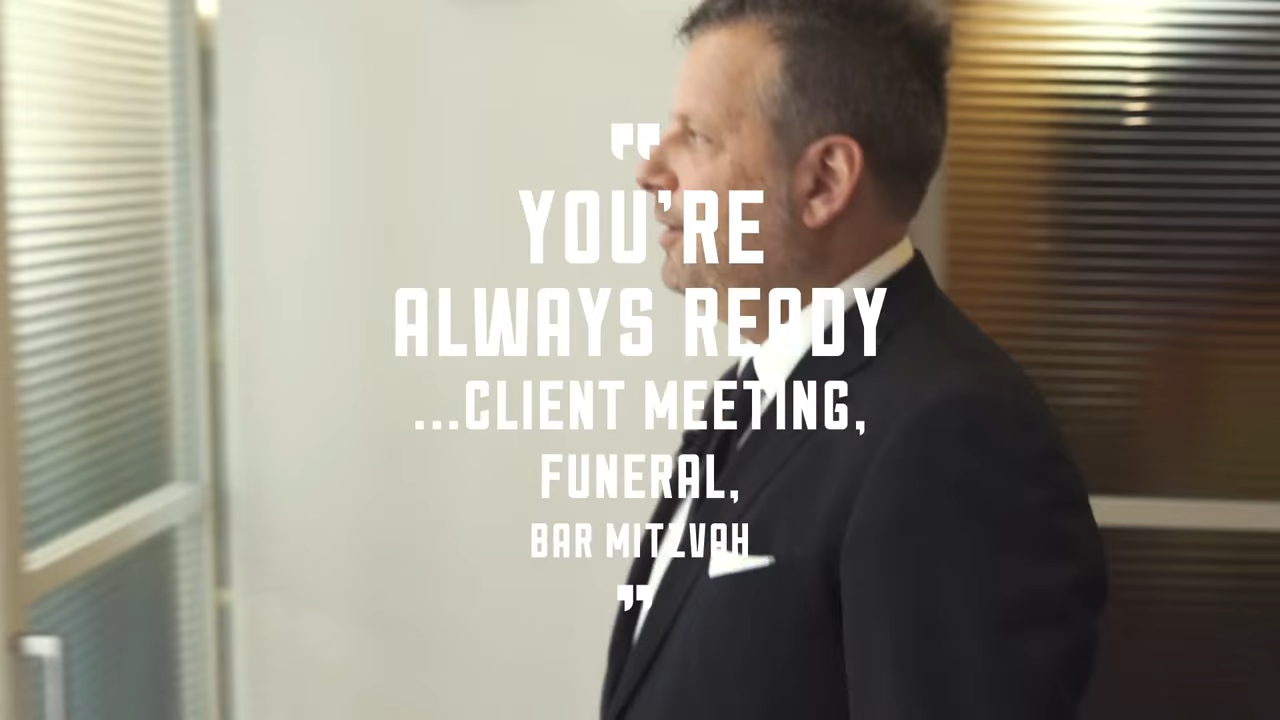 "
YOU'RE
ALWAYS READY
...CLIENT MEETING,
FUNERAL,
BAR MITZVAH
"